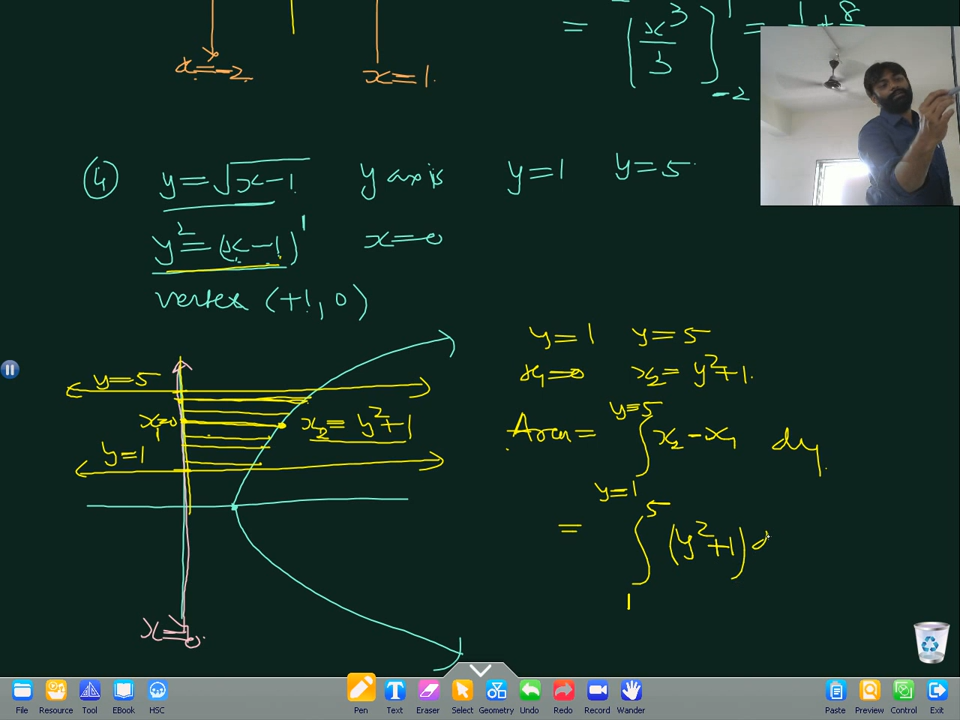 = [x³/3]₋₂¹ = 1 + 8
x=-2
x=1
④ y=√x-1 y axis y=1 y=5
y²=(x-1)¹ x=0
vertex (+1,0)
y=1 y=5
x₁=0 x₂=y²+1
y=5
x₁=0 x₂=y²+1
y=1
Area = ∫ y=1 y=5 x₂-x₁ dy
= ∫₁⁵ (y²+1) d
x=0
File Resource Tool EBook HSC Pen Text Eraser Select Geometry Undo Redo Record Wander Paste Preview Control Exit